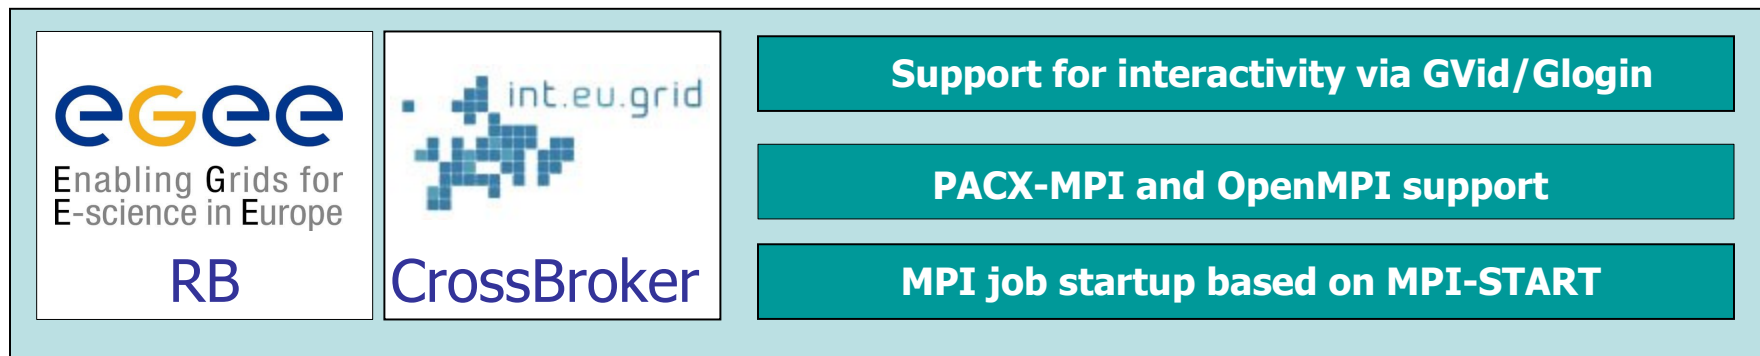 eGee
Enabling Grids for
E-science in Europe
RB
int.eu.grid
CrossBroker
Support for interactivity via GVid/Glogin
PACX-MPI and OpenMPI support
MPI job startup based on MPI-START